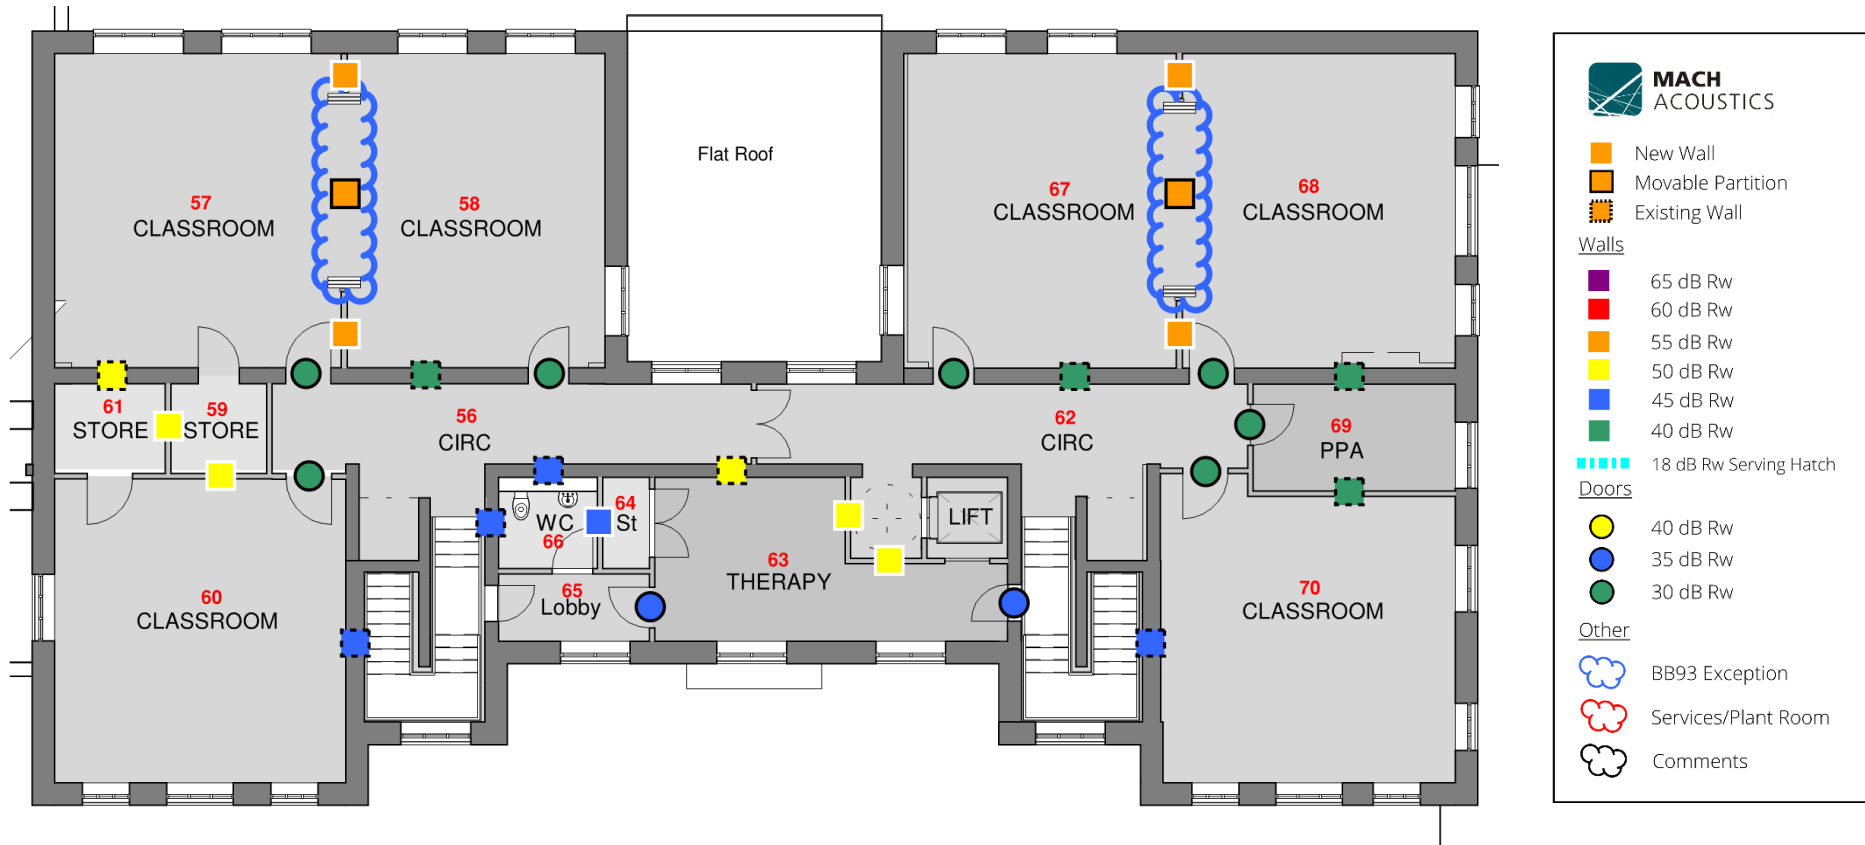 Flat Roof
57
CLASSROOM
58
CLASSROOM
67
CLASSROOM
68
CLASSROOM
61
STORE
59
STORE
56
CIRC
62
CIRC
69
PPA
64
St
WC
66
LIFT
63
THERAPY
65
Lobby
60
CLASSROOM
70
CLASSROOM
MACH
ACOUSTICS
New Wall
Movable Partition
Existing Wall
Walls
65 dB Rw
60 dB Rw
55 dB Rw
50 dB Rw
45 dB Rw
40 dB Rw
18 dB Rw Serving Hatch
Doors
40 dB Rw
35 dB Rw
30 dB Rw
Other
BB93 Exception
Services/Plant Room
Comments